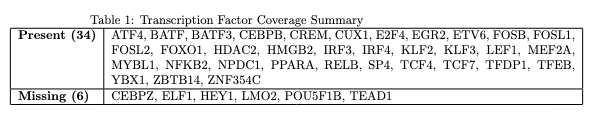 Table 1: Transcription Factor Coverage Summary
Present (34) ATF4, BATF, BATF3, CEBPB, CREM, CUX1, E2F4, EGR2, ETV6, FOSB, FOSL1,
FOSL2, FOXO1, HDAC2, HMGB2, IRF3, IRF4, KLF2, KLF3, LEF1, MEF2A,
MYBL1, NFKB2, NPDC1, PPARA, RELB, SP4, TCF4, TCF7, TFDP1, TFEB,
YBX1, ZBTB14, ZNF354C
Missing (6) CEBPZ, ELF1, HEY1, LMO2, POU5F1B, TEAD1